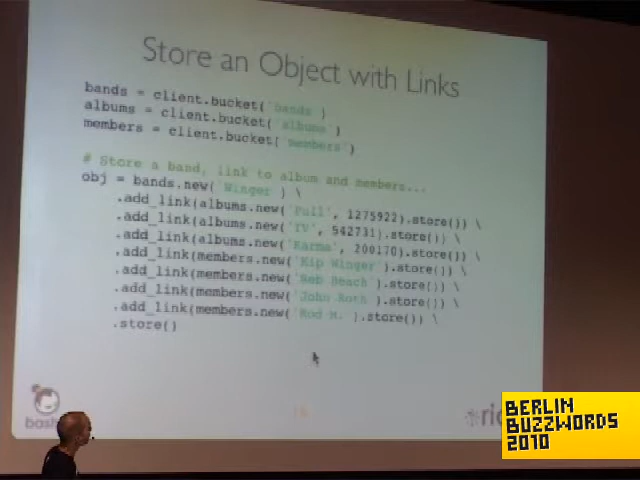 Store an Object with Links
bands = client.bucket('bands')
albums = client.bucket('albums')
members = client.bucket('members')
# Store a band, link to album and members...
obj = bands.new('Winger') \
.add_link(albums.new('Pull', 1275922).store()) \
.add_link(albums.new('IV', 542731).store()) \
.add_link(albums.new('Karma', 200170).store()) \
.add_link(members.new('Kip Winger').store()) \
.add_link(members.new('Reb Beach').store()) \
.add_link(members.new('John Roth').store()) \
.add_link(members.new('Rod M.').store()) \
.store()
bash
ric
BERLIN
BUZZWORDS
2010